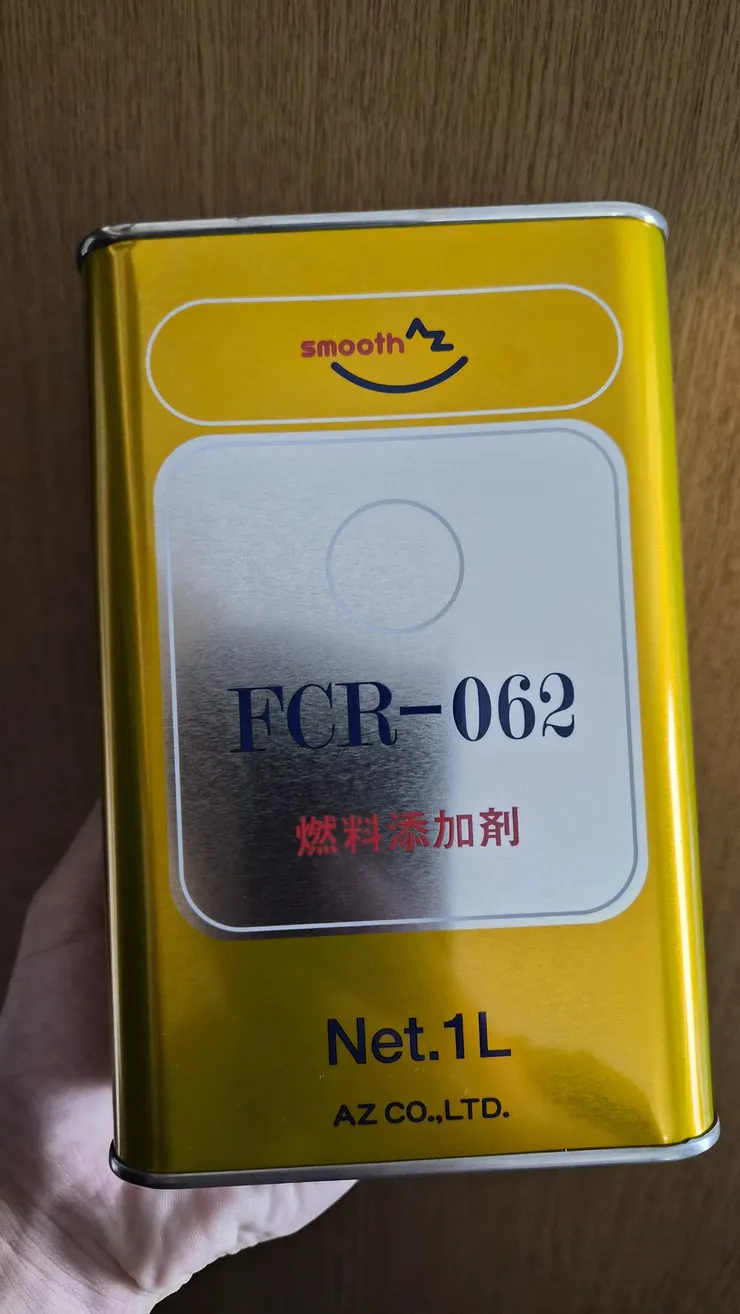 smooth AZ
FCR-062
燃料添加剤
Net.1L
AZ CO.,LTD.